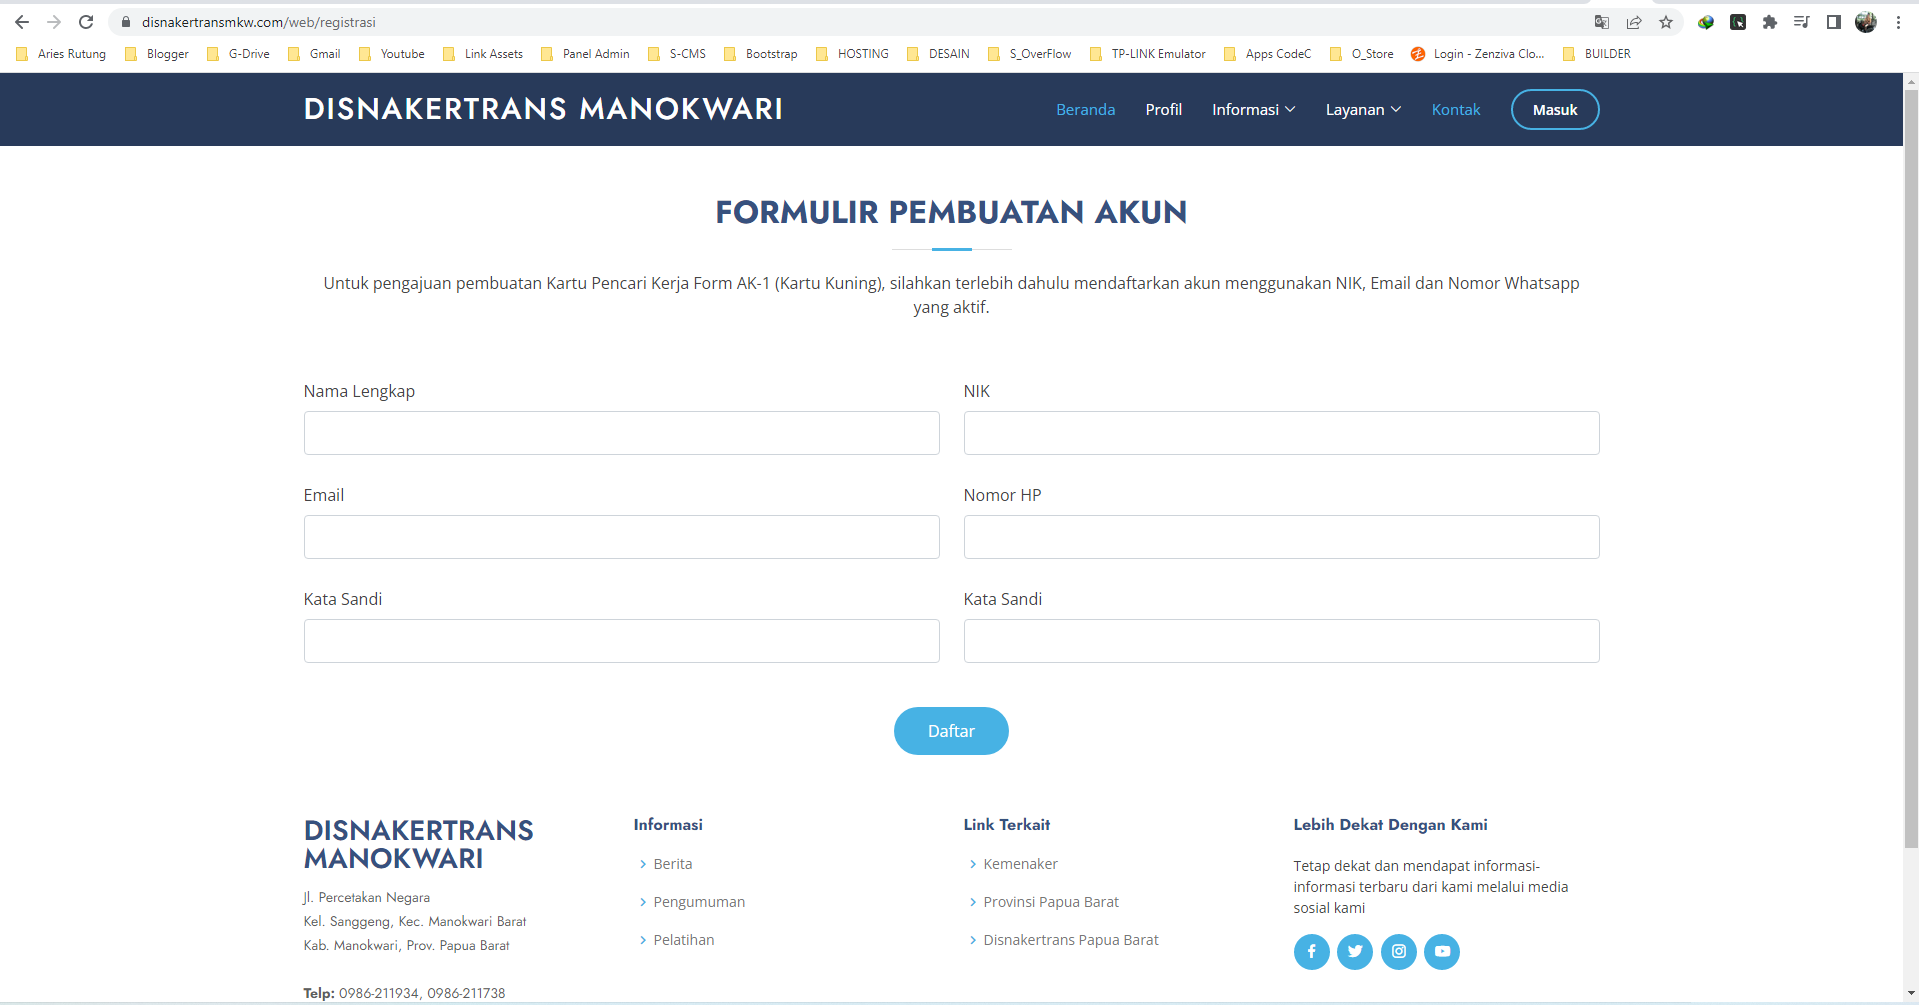 disnakertransmkw.com/web/registrasi
Aries Rutung Blogger G-Drive Gmail Youtube Link Assets Panel Admin S-CMS Bootstrap HOSTING DESAIN S_OverFlow TP-LINK Emulator Apps CodeC O_Store Login - Zenziva Clo... BUILDER
DISNAKERTRANS MANOKWARI Beranda Profil Informasi Layanan Kontak Masuk
FORMULIR PEMBUATAN AKUN
Untuk pengajuan pembuatan Kartu Pencari Kerja Form AK-1 (Kartu Kuning), silahkan terlebih dahulu mendaftarkan akun menggunakan NIK, Email dan Nomor Whatsapp
yang aktif.
Nama Lengkap NIK
Email Nomor HP
Kata Sandi Kata Sandi
Daftar
DISNAKERTRANS
MANOKWARI
Jl. Percetakan Negara
Kel. Sanggeng, Kec. Manokwari Barat
Kab. Manokwari, Prov. Papua Barat
Telp: 0986-211934, 0986-211738
Informasi
Berita
Pengumuman
Pelatihan
Link Terkait
Kemenaker
Provinsi Papua Barat
Disnakertrans Papua Barat
Lebih Dekat Dengan Kami
Tetap dekat dan mendapat informasi-
informasi terbaru dari kami melalui media
sosial kami